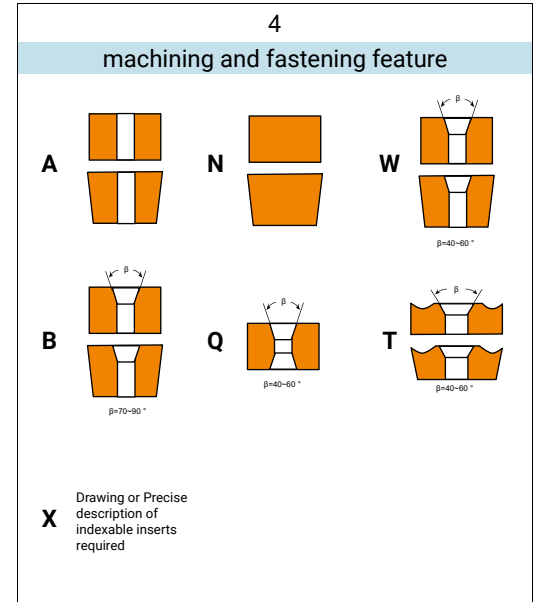 4
machining and fastening feature
β
A
N
W
β=40~60 °
β
β
B
Q
T
β=40~60 °
β=40~60 °
β=70~90 °
β
X
Drawing or Precise
description of
indexable inserts
required